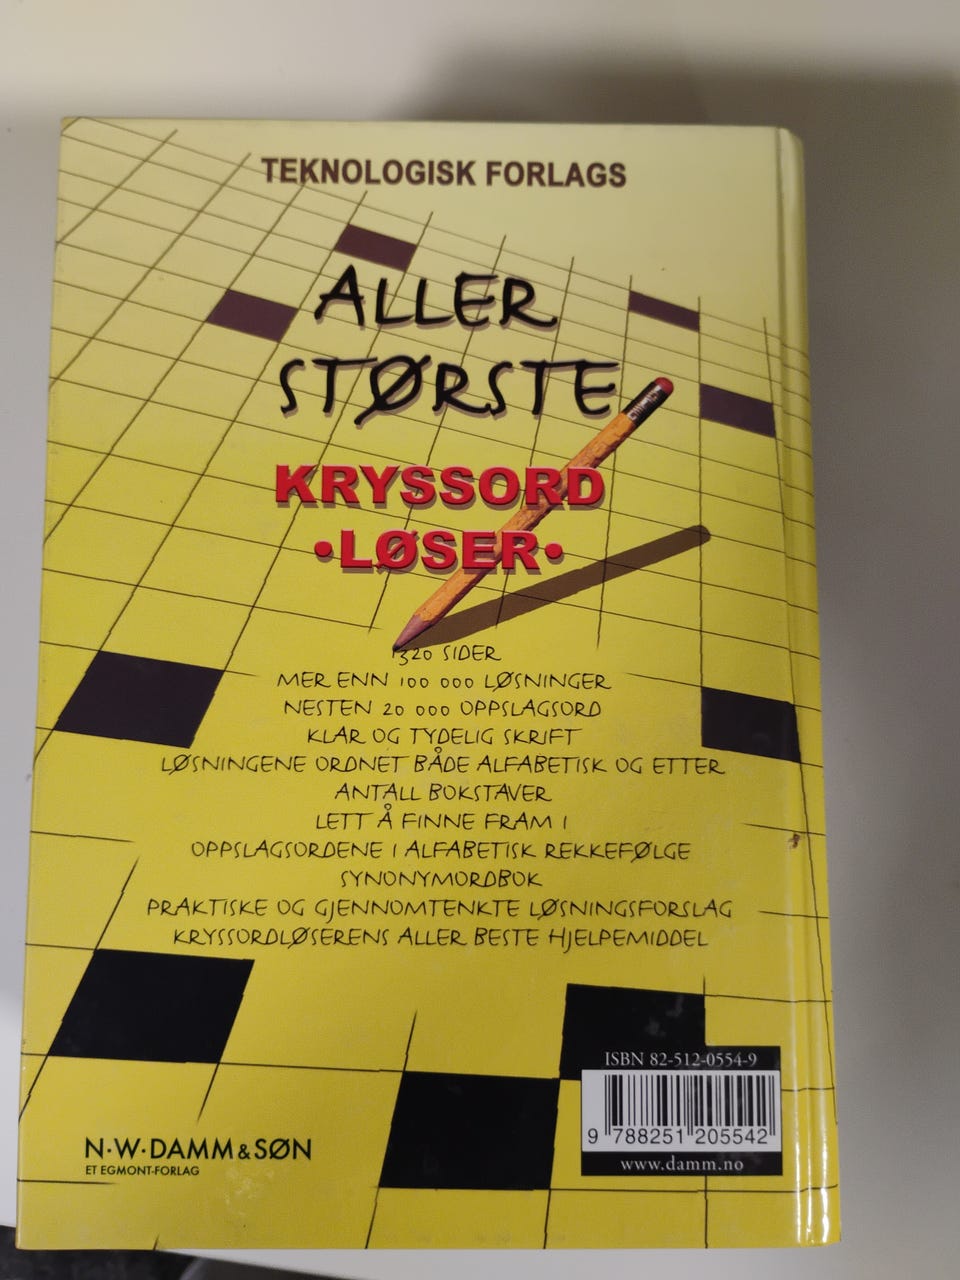 TEKNOLOGISK FORLAGS
ALLER
STØRSTE
KRYSSORD
•LØSER•
1320 SIDER
MER ENN 100 000 LØSNINGER
NESTEN 20 000 OPPSLAGSORD
KLAR OG TYDELIG SKRIFT
LØSNINGENE ORDNET BÅDE ALFABETISK OG ETTER
ANTALL BOKSTAVER
LETT Å FINNE FRAM I
OPPSLAGSORDENE I ALFABETISK REKKEFØLGE
SYNONYMORDBOK
PRAKTISKE OG GJENNOMTENKTE LØSNINGSFORSLAG
KRYSSORDLØSERENS ALLER BESTE HJELPEMIDDEL
ISBN 82-512-0554-9
9 788251 205542
www.damm.no
N·W·DAMM & SØN
ET EGMONT-FORLAG